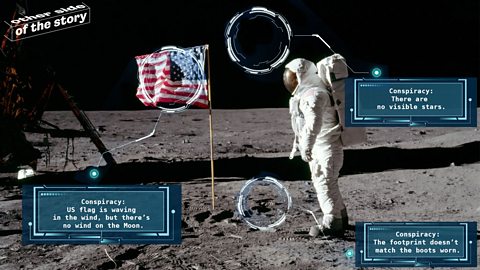 other side
of the story
Conspiracy:
There are
no visible stars.
Conspiracy:
US flag is waving
in the wind, but there's
no wind on the Moon.
Conspiracy:
The footprint doesn't
match the boots worn.